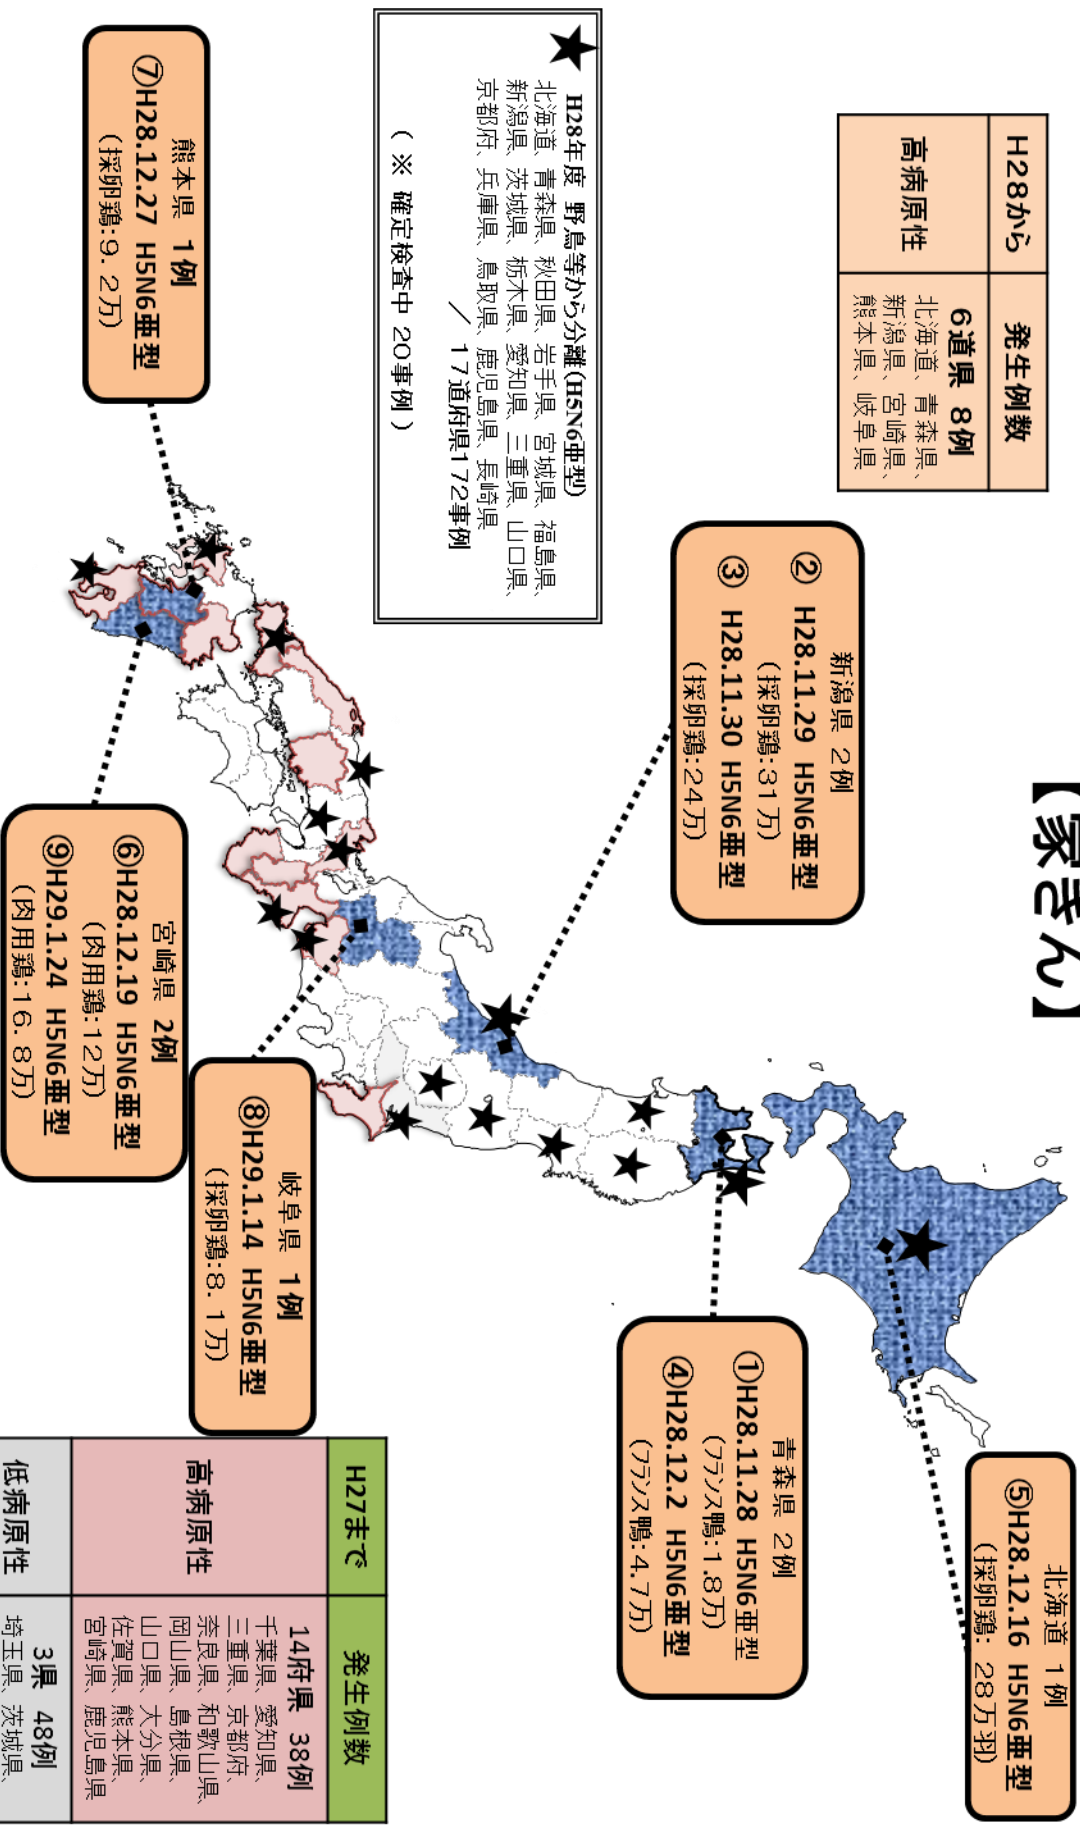 【家きん】
H28から 発生例数
高病原性 6道県 8例
北海道、青森県、
新潟県、宮崎県、
熊本県、岐阜県
★ H28年度 野鳥等から分離(H5N6亜型)
北海道、青森県、秋田県、岩手県、宮城県、福島県、
新潟県、茨城県、栃木県、愛知県、三重県、山口県、
京都府、兵庫県、鳥取県、鹿児島県、長崎県
／17道府県172事例
( ※ 確定検査中 20事例 )
新潟県 2例
② H28.11.29 H5N6亜型
(採卵鶏:31万)
③ H28.11.30 H5N6亜型
(採卵鶏:24万)
北海道 1例
⑤H28.12.16 H5N6亜型
(採卵鶏: 28万羽)
青森県 2例
①H28.11.28 H5N6亜型
(フランス鴨:1.8万)
④H28.12.2 H5N6亜型
(フランス鴨:4.7万)
熊本県 1例
⑦H28.12.27 H5N6亜型
(採卵鶏:9.2万)
宮崎県 2例
⑥H28.12.19 H5N6亜型
(肉用鶏:12万)
⑨H29.1.24 H5N6亜型
(肉用鶏:16.8万)
岐阜県 1例
⑧H29.1.14 H5N6亜型
(採卵鶏:8.1万)
H27まで 発生例数
高病原性 14府県 38例
千葉県、愛知県、
三重県、京都府、
奈良県、和歌山県、
岡山県、島根県、
山口県、大分県、
佐賀県、熊本県、
宮崎県、鹿児島県
低病原性 3県 48例
埼玉県、茨城県、